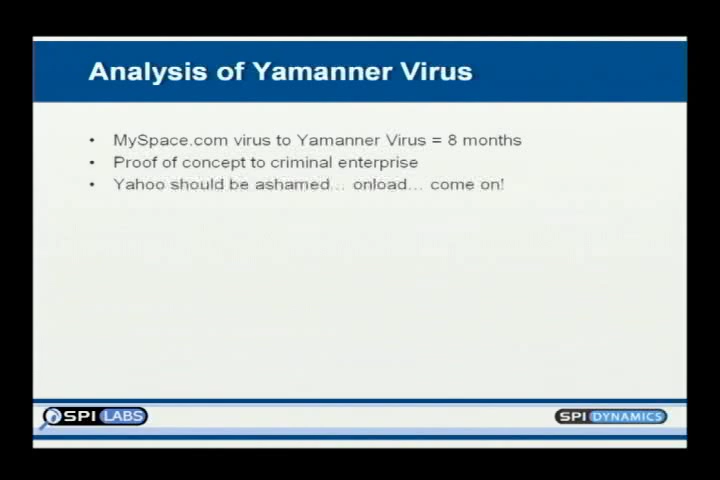 Analysis of Yamanner Virus
• MySpace.com virus to Yamanner Virus = 8 months
• Proof of concept to criminal enterprise
• Yahoo should be ashamed… onload… come on!
SPI LABS
SPI DYNAMICS